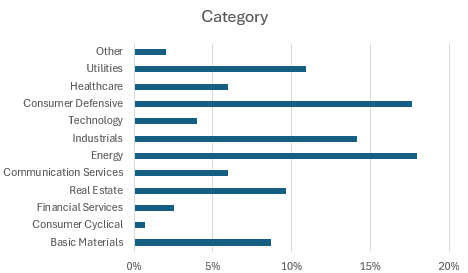 Category
Other
Utilities
Healthcare
Consumer Defensive
Technology
Industrials
Energy
Communication Services
Real Estate
Financial Services
Consumer Cyclical
Basic Materials
0% 5% 10% 15% 20%